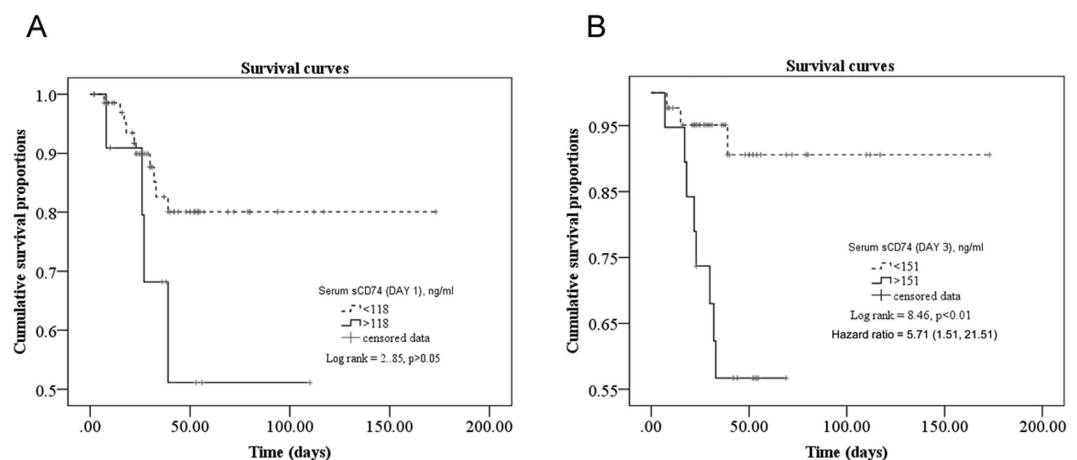 A
Survival curves
Cumulative survival proportions
1.0
0.9
0.8
0.7
0.6
0.5
Serum sCD74 (DAY 1), ng/ml
<118
>118
censored data
Log rank = 2..85, p>0.05
.00 50.00 100.00 150.00 200.00
Time (days)
B
Survival curves
Cumulative survival proportions
0.95
0.85
0.75
0.65
0.55
Serum sCD74 (DAY 3), ng/ml
<151
>151
censored data
Log rank = 8.46, p<0.01
Hazard ratio = 5.71 (1.51, 21.51)
.00 50.00 100.00 150.00 200.00
Time (days)